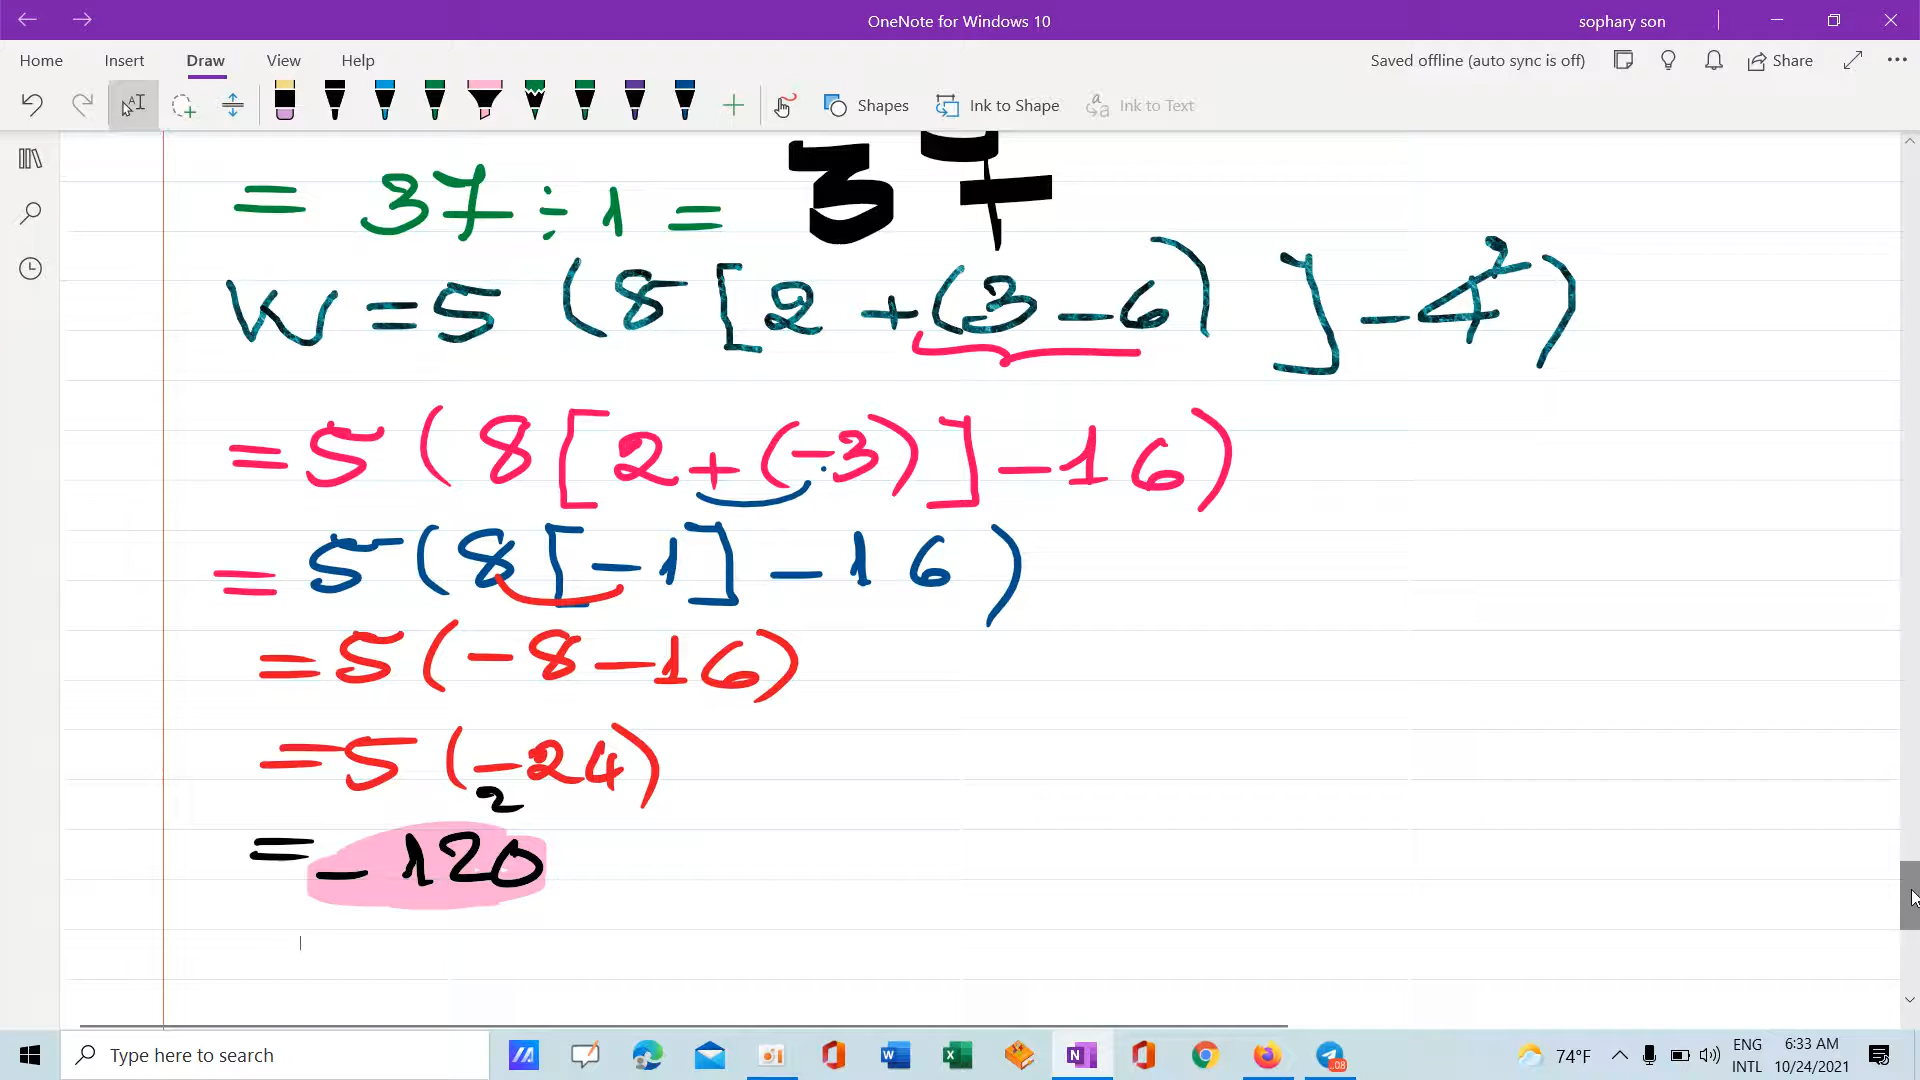 OneNote for Windows 10
sophary son
Home Insert Draw View Help
Saved offline (auto sync is off)
Share
Shapes
Ink to Shape
Ink to Text
= 37 ÷ 1 = 37
W = 5 ( 8 [ 2 + (3 - 6) ] - 4²)
= 5 ( 8 [ 2 + (-3) ] - 16)
= 5 ( 8 [ -1 ] - 16 )
= 5 ( -8 - 16)
= 5 ( -24)
2
= - 120
Type here to search
..08
74°F
ENG
INTL
6:33 AM
10/24/2021